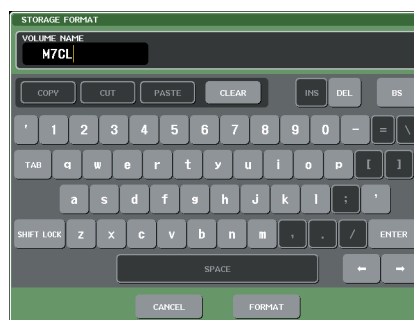 STORAGE FORMAT
VOLUME NAME
M7CL
COPY CUT PASTE CLEAR INS DEL BS
' 1 2 3 4 5 6 7 8 9 0 - = \
TAB q w e r t y u i o p [ ]
a s d f g h j k l ; '
SHIFT LOCK z x c v b n m , . / ENTER
SPACE ← →
CANCEL FORMAT